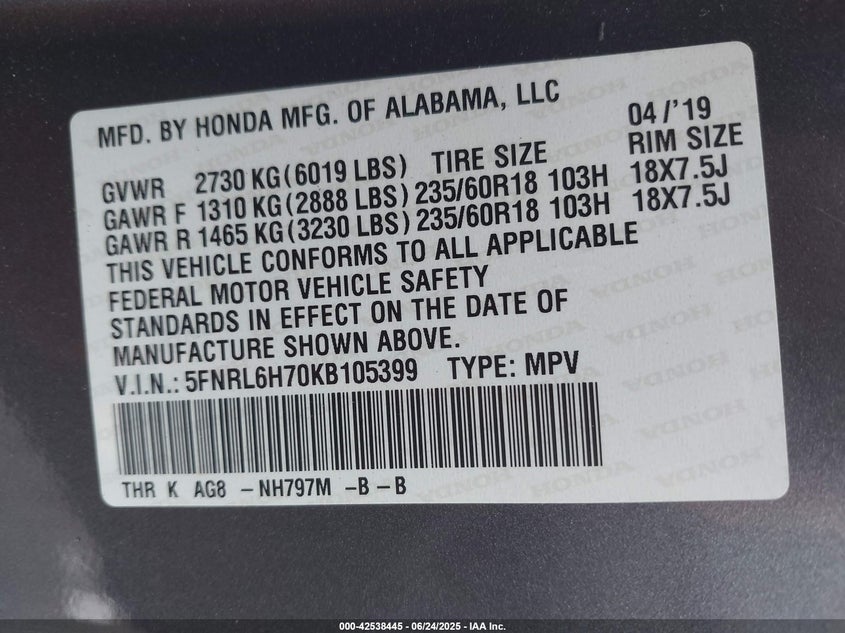 MFD. BY HONDA MFG. OF ALABAMA, LLC 04/'19
GVWR 2730 KG(6019 LBS) TIRE SIZE RIM SIZE
GAWR F 1310 KG(2888 LBS) 235/60R18 103H 18X7.5J
GAWR R 1465 KG(3230 LBS) 235/60R18 103H 18X7.5J
THIS VEHICLE CONFORMS TO ALL APPLICABLE
FEDERAL MOTOR VEHICLE SAFETY
STANDARDS IN EFFECT ON THE DATE OF
MANUFACTURE SHOWN ABOVE.
V.I.N.: 5FNRL6H70KB105399 TYPE: MPV
THR K AG8 -NH797M -B-B
000-42538445 - 06/24/2025 - IAA Inc.